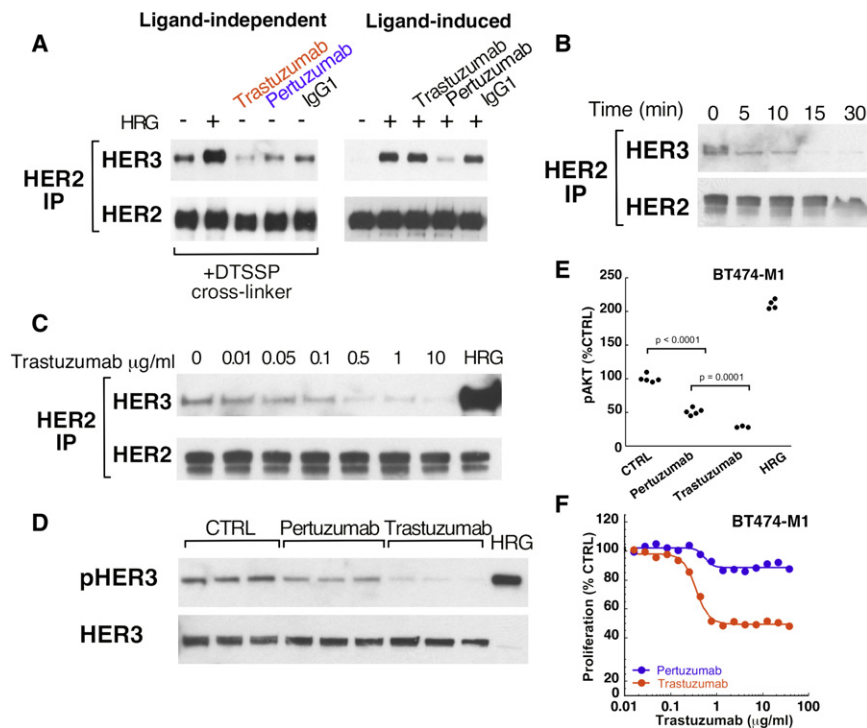 A
Ligand-independent
Ligand-induced
Trastuzumab
Pertuzumab
IgG1
Trastuzumab
Pertuzumab
IgG1
HRG - + - - - - + + + +
HER2 IP
HER3
HER2
+DTSSP
cross-linker
B
Time (min) 0 5 10 15 30
HER2 IP
HER3
HER2
C
Trastuzumab μg/ml 0 0.01 0.05 0.1 0.5 1 10 HRG
HER2 IP
HER3
HER2
D
CTRL Pertuzumab Trastuzumab HRG
pHER3
HER3
E
BT474-M1
pAKT (%CTRL)
250
200
150
100
50
0
p < 0.0001
p = 0.0001
CTRL
Pertuzumab
Trastuzumab
HRG
F
BT474-M1
Proliferation (% CTRL)
120
100
80
60
40
20
0
Pertuzumab
Trastuzumab
0.01 0.1 1 10 100
Trastuzumab (μg/ml)